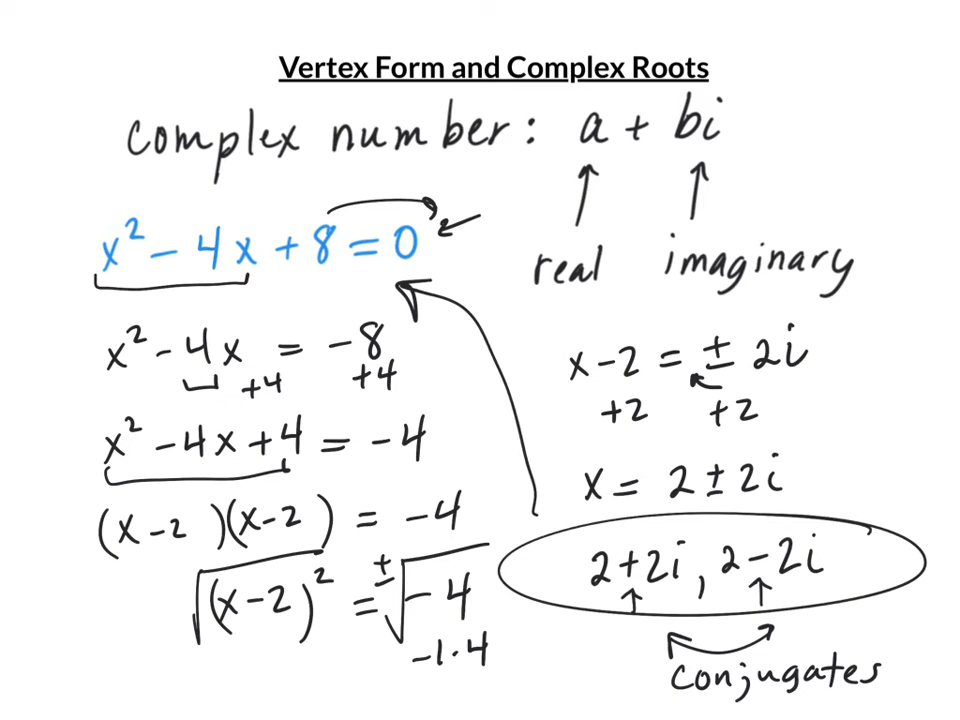 Vertex Form and Complex Roots
complex number: a + bi
real imaginary
x² − 4x + 8 = 0
x² − 4x = −8
+4 +4
x² − 4x + 4 = −4
(x − 2)(x − 2) = −4
√(x − 2)² = ±√−4
−1·4
x − 2 = ± 2i
+2 +2
x = 2 ± 2i
2 + 2i, 2 − 2i
conjugates